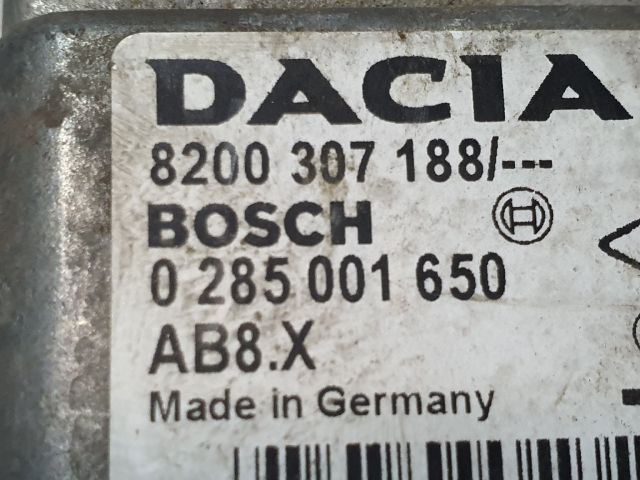 DACIA
8200 307 188/---
BOSCH
0 285 001 650
AB8.X
Made in Germany